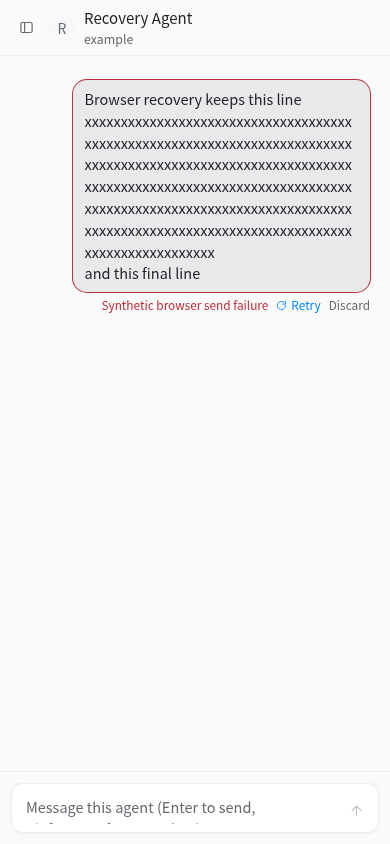 Recovery Agent
R
example
Browser recovery keeps this line
xxxxxxxxxxxxxxxxxxxxxxxxxxxxxxxxxxxxx
xxxxxxxxxxxxxxxxxxxxxxxxxxxxxxxxxxxxx
xxxxxxxxxxxxxxxxxxxxxxxxxxxxxxxxxxxxx
xxxxxxxxxxxxxxxxxxxxxxxxxxxxxxxxxxxxx
xxxxxxxxxxxxxxxxxxxxxxxxxxxxxxxxxxxxx
xxxxxxxxxxxxxxxxxxxxxxxxxxxxxxxxxxxxx
xxxxxxxxxxxxxxxxxx
and this final line
Synthetic browser send failure Retry Discard
Message this agent (Enter to send,